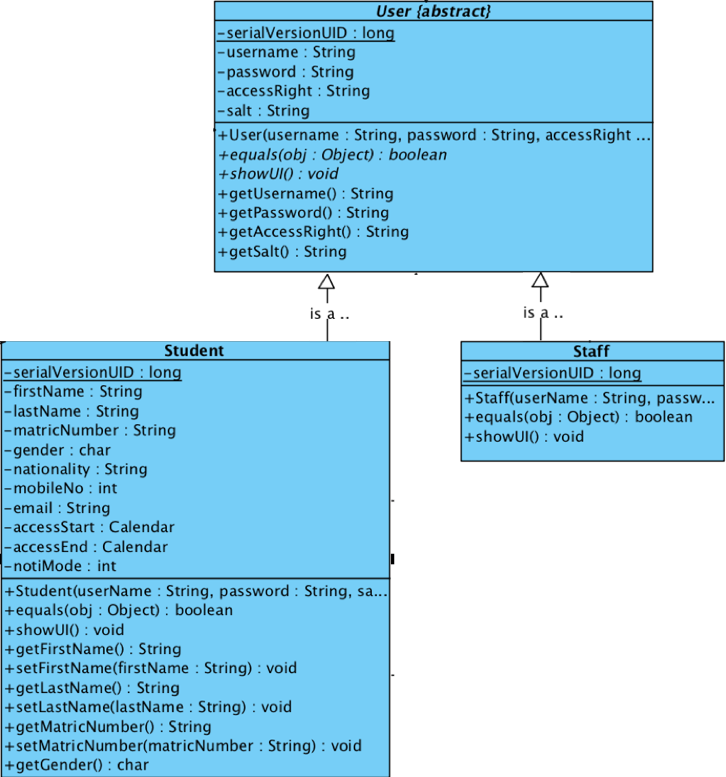 User {abstract}
-serialVersionUID : long
-username : String
-password : String
-accessRight : String
-salt : String
+User(username : String, password : String, accessRight ...
+equals(obj : Object) : boolean
+showUI() : void
+getUsername() : String
+getPassword() : String
+getAccessRight() : String
+getSalt() : String
is a ..
is a ..
Student
-serialVersionUID : long
-firstName : String
-lastName : String
-matricNumber : String
-gender : char
-nationality : String
-mobileNo : int
-email : String
-accessStart : Calendar
-accessEnd : Calendar
-notiMode : int
+Student(userName : String, password : String, sa...
+equals(obj : Object) : boolean
+showUI() : void
+getFirstName() : String
+setFirstName(firstName : String) : void
+getLastName() : String
+setLastName(lastName : String) : void
+getMatricNumber() : String
+setMatricNumber(matricNumber : String) : void
+getGender() : char
Staff
-serialVersionUID : long
+Staff(userName : String, passw...
+equals(obj : Object) : boolean
+showUI() : void